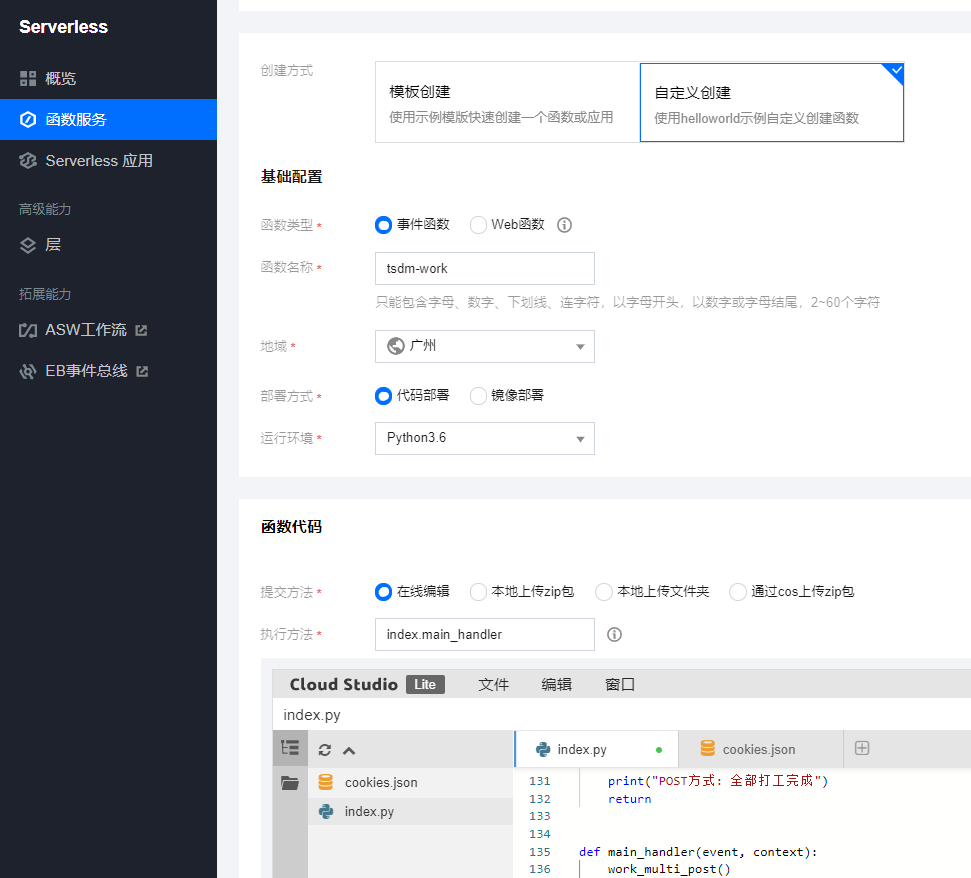 Serverless
概览
函数服务
Serverless 应用
高级能力
层
拓展能力
ASW工作流
EB事件总线
创建方式
模板创建
使用示例模版快速创建一个函数或应用
自定义创建
使用helloworld示例自定义创建函数
基础配置
函数类型 * 事件函数 Web函数
函数名称 * tsdm-work
只能包含字母、数字、下划线、连字符，以字母开头，以数字或字母结尾，2~60个字符
地域 * 广州
部署方式 * 代码部署 镜像部署
运行环境 * Python3.6
函数代码
提交方法 * 在线编辑 本地上传zip包 本地上传文件夹 通过cos上传zip包
执行方法 * index.main_handler
Cloud Studio Lite 文件 编辑 窗口
index.py
cookies.json
index.py
index.py cookies.json
131 print("POST方式: 全部打工完成")
132 return
133
134
135 def main_handler(event, context):
136 work_multi_post()